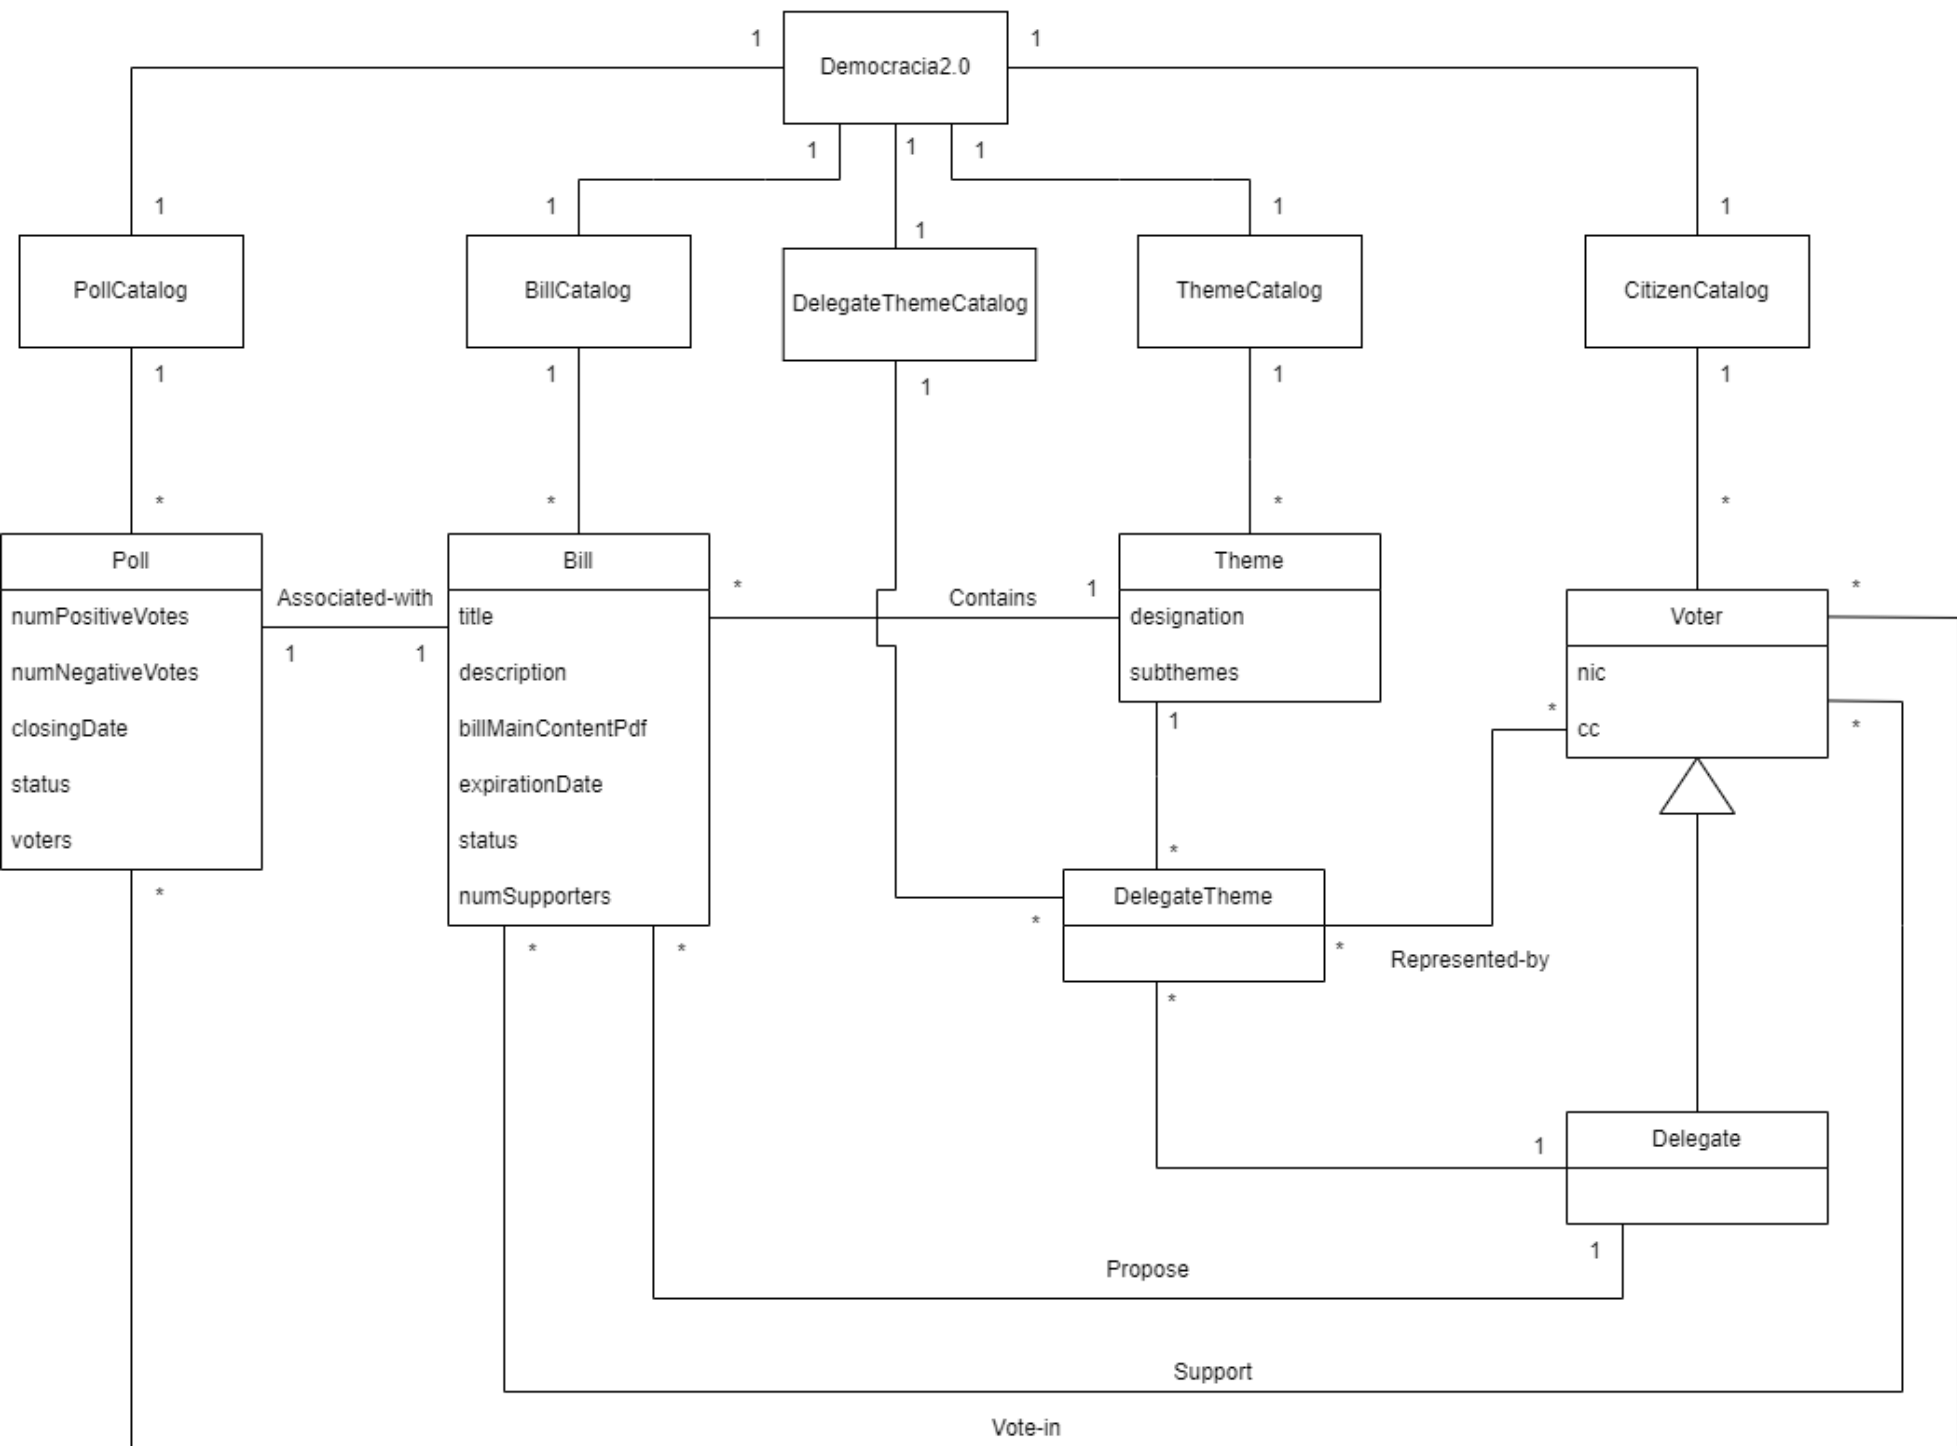 1
1
Democracia2.0
1
1
1
1
1
1
1
1
PollCatalog
BillCatalog
DelegateThemeCatalog
ThemeCatalog
CitizenCatalog
1
1
1
1
1
*
*
*
*
Poll
Bill
Theme
numPositiveVotes
Associated-with
title
*
Contains
1
designation
Voter
*
1
1
numNegativeVotes
description
subthemes
nic
closingDate
billMainContentPdf
1
*
cc
*
status
expirationDate
voters
status
*
*
numSupporters
DelegateTheme
*
*
*
*
Represented-by
*
1
Delegate
1
Propose
Support
Vote-in